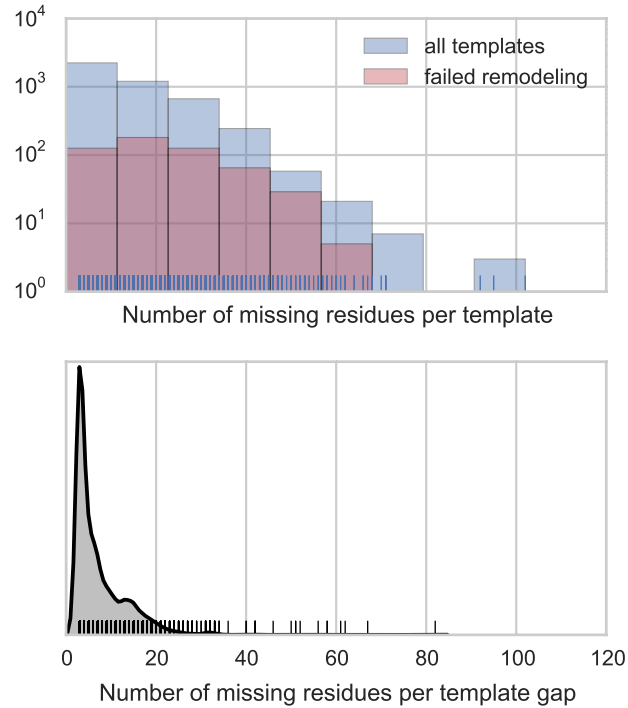 10^4
all templates
10^3
failed remodeling
10^2
10^1
10^0
Number of missing residues per template
0 20 40 60 80 100 120
Number of missing residues per template gap